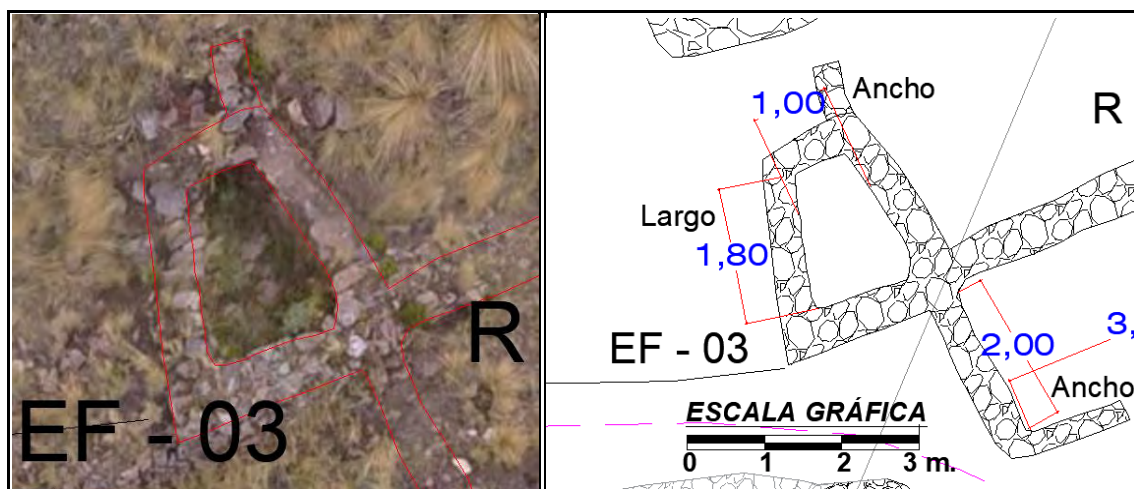 R
EF - 03
1,00
Ancho
R
Largo
1,80
EF - 03
2,00
3,
Ancho
ESCALA GRÁFICA
0 1 2 3 m.